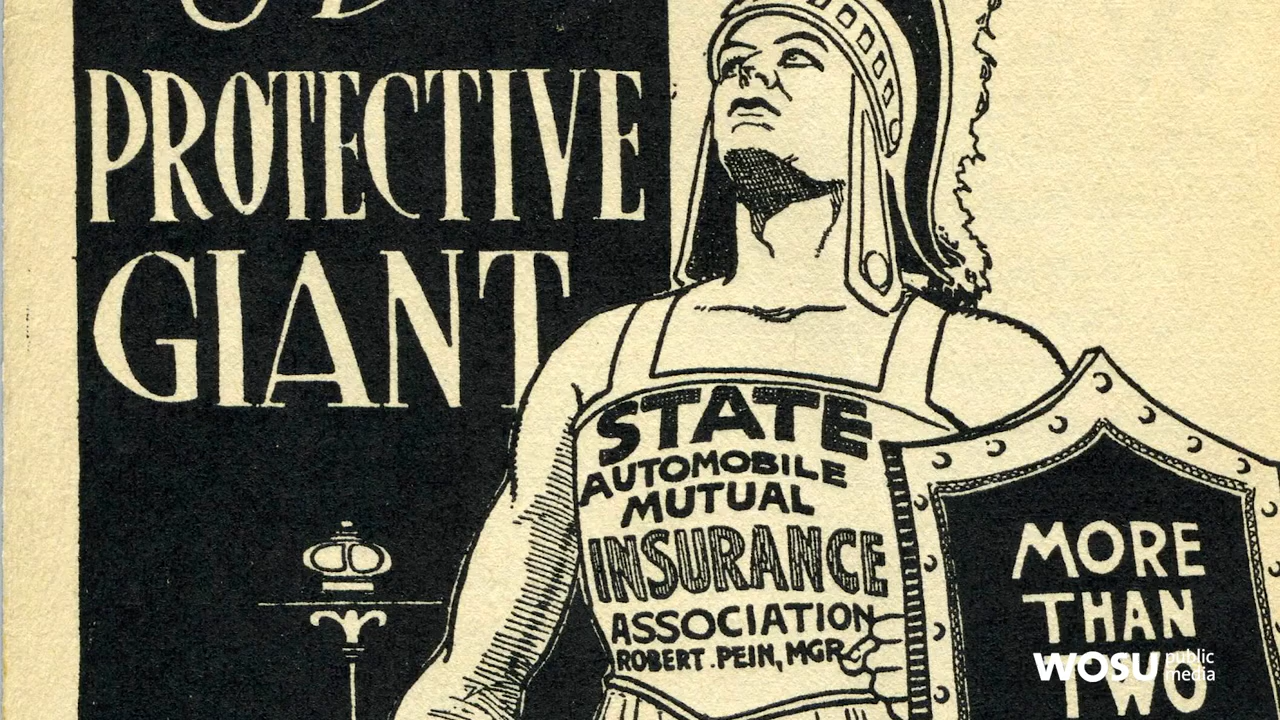 A
PROTECTIVE
GIANT
STATE
AUTOMOBILE
MUTUAL
INSURANCE
ASSOCIATION
ROBERT.PEIN, MGR.
MORE
THAN
TWO
WOSU public media